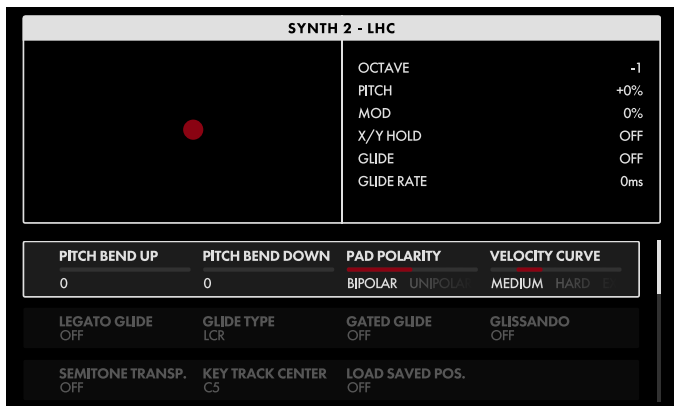 SYNTH 2 - LHC
OCTAVE -1
PITCH +0%
MOD 0%
X/Y HOLD OFF
GLIDE OFF
GLIDE RATE 0ms
PITCH BEND UP PITCH BEND DOWN PAD POLARITY VELOCITY CURVE
0 0 BIPOLAR UNIPOLAR MEDIUM HARD
LEGATO GLIDE GLIDE TYPE GATED GLIDE GLISSANDO
OFF LCR OFF OFF
SEMITONE TRANSP. KEY TRACK CENTER LOAD SAVED POS.
OFF C5 OFF